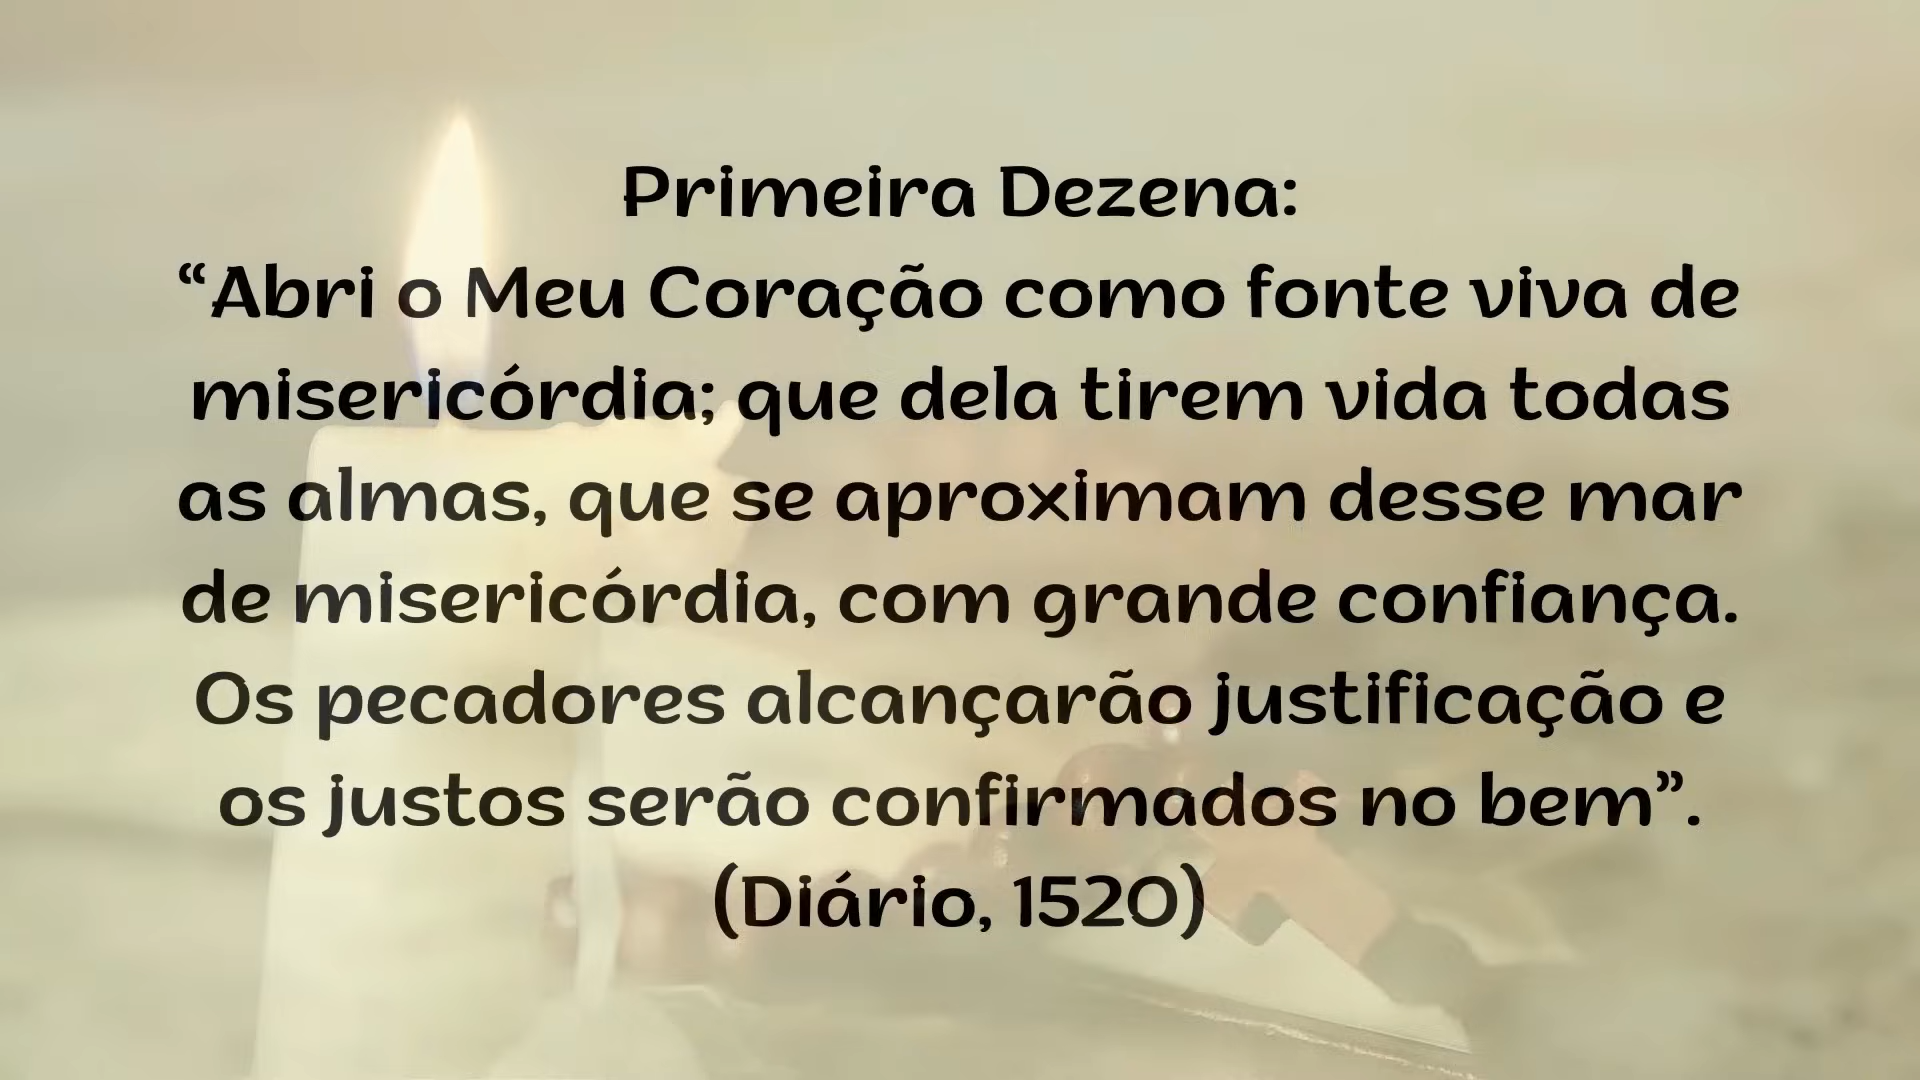 Primeira Dezena:
“Abri o Meu Coração como fonte viva de
misericórdia; que dela tirem vida todas
as almas, que se aproximam desse mar
de misericórdia, com grande confiança.
Os pecadores alcançarão justificação e
os justos serão confirmados no bem”.
(Diário, 1520)